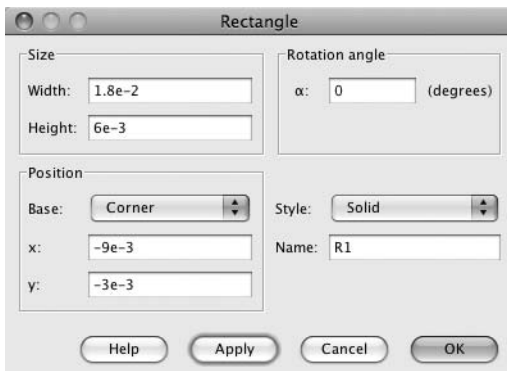 Rectangle
Size
Width: 1.8e-2
Height: 6e-3
Rotation angle
α: 0 (degrees)
Position
Base: Corner
x: -9e-3
y: -3e-3
Style: Solid
Name: R1
Help Apply Cancel OK